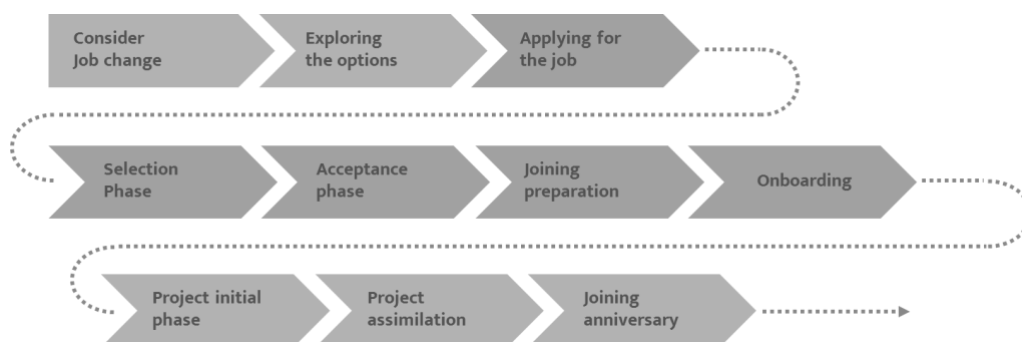 Consider
Job change
Exploring
the options
Applying for
the job
Selection
Phase
Acceptance
phase
Joining
preparation
Onboarding
Project initial
phase
Project
assimilation
Joining
anniversary